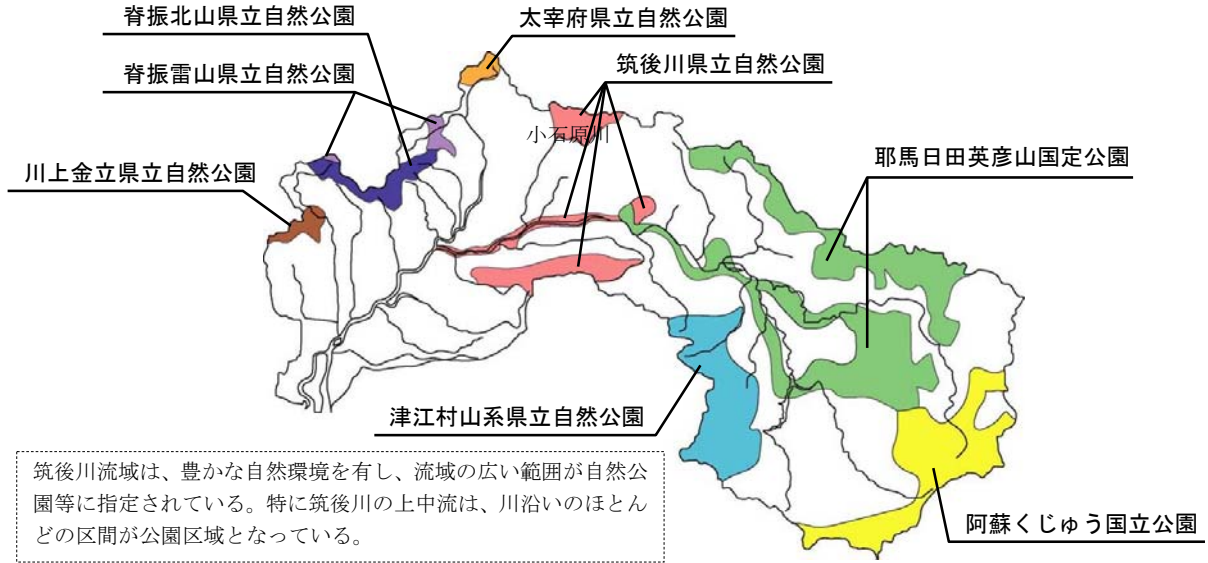 脊振北山県立自然公園
太宰府県立自然公園
脊振雷山県立自然公園
筑後川県立自然公園
小石原川
川上金立県立自然公園
耶馬日田英彦山国定公園
津江村山系県立自然公園
筑後川流域は、豊かな自然環境を有し、流域の広い範囲が自然公
園等に指定されている。特に筑後川の上中流は、川沿いのほとん
どの区間が公園区域となっている。
阿蘇くじゅう国立公園